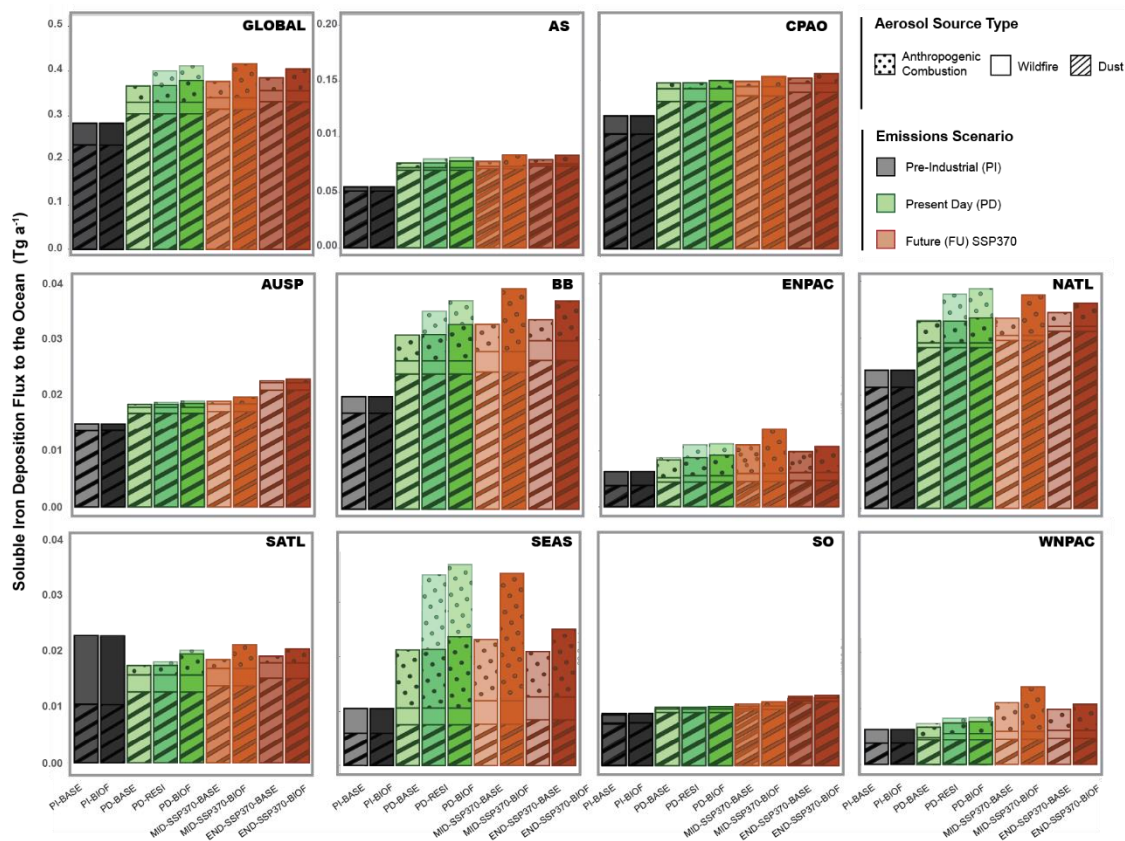 GLOBAL
AS
CPAO
Aerosol Source Type
Anthropogenic
Combustion
Wildfire
Dust
Emissions Scenario
Pre-Industrial (PI)
Present Day (PD)
Future (FU) SSP370
0.5
0.4
0.3
0.2
0.1
0.0
0.20
0.15
0.10
0.05
0.00
Soluble Iron Deposition Flux to the Ocean (Tg a⁻¹)
AUSP
BB
ENPAC
NATL
0.04
0.03
0.02
0.01
0.00
SATL
SEAS
SO
WNPAC
0.04
0.03
0.02
0.01
0.00
PI-BASE
PI-BIOF
PD-BASE
PD-RESI
PD-BIOF
MID-SSP370-BASE
MID-SSP370-BIOF
END-SSP370-BASE
END-SSP370-BIOF
PI-BASE
PI-BIOF
PD-BASE
PD-RESI
PD-BIOF
MID-SSP370-BASE
MID-SSP370-BIOF
END-SSP370-BASE
END-SSP370-BIOF
PI-BASE
PI-BIOF
PD-BASE
PD-RESI
PD-BIOF
MID-SSP370-BASE
MID-SSP370-BIOF
END-SSP370-BASE
END-SSP370-BIOF
PI-BASE
PI-BIOF
PD-BASE
PD-RESI
PD-BIOF
MID-SSP370-BASE
MID-SSP370-BIOF
END-SSP370-BASE
END-SSP370-BIOF